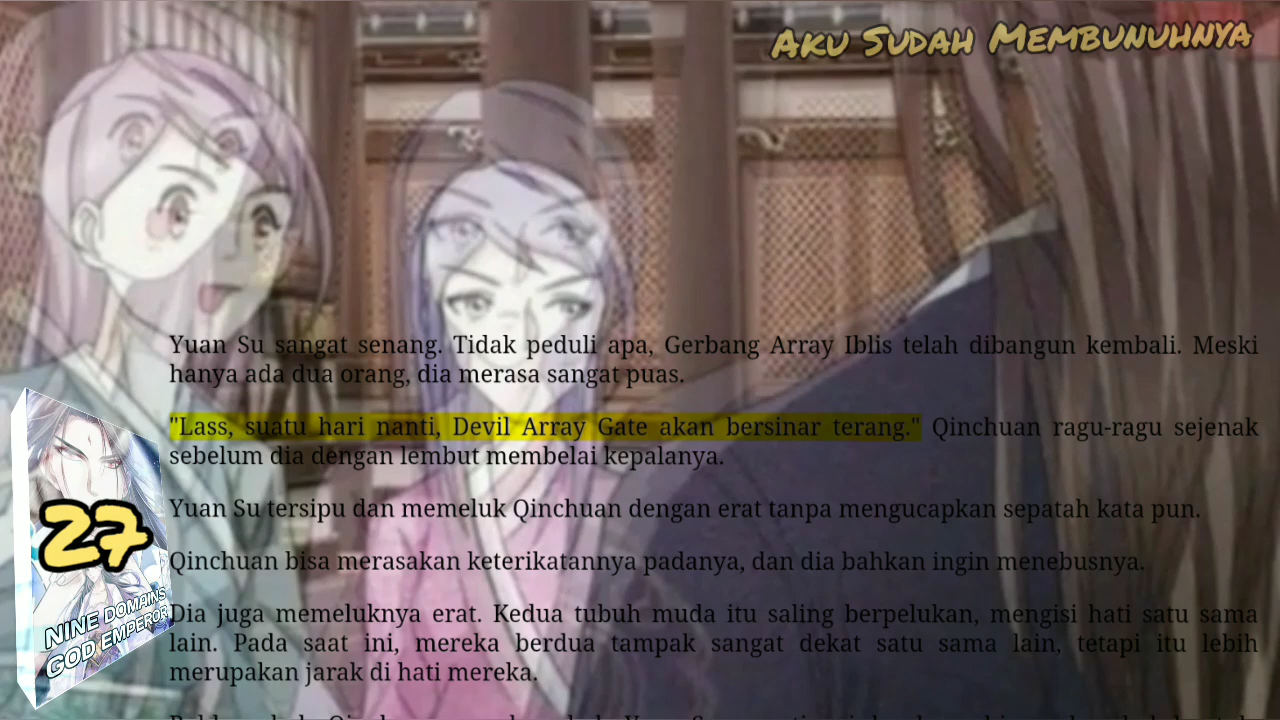 Aku Sudah Membunuhnya
Yuan Su sangat senang. Tidak peduli apa, Gerbang Array Iblis telah dibangun kembali. Meski
hanya ada dua orang, dia merasa sangat puas.
"Lass, suatu hari nanti, Devil Array Gate akan bersinar terang." Qinchuan ragu-ragu sejenak
sebelum dia dengan lembut membelai kepalanya.
Yuan Su tersipu dan memeluk Qinchuan dengan erat tanpa mengucapkan sepatah kata pun.
Qinchuan bisa merasakan keterikatannya padanya, dan dia bahkan ingin menebusnya.
Dia juga memeluknya erat. Kedua tubuh muda itu saling berpelukan, mengisi hati satu sama
lain. Pada saat ini, mereka berdua tampak sangat dekat satu sama lain, tetapi itu lebih
merupakan jarak di hati mereka.
27
NINE DOMAINS
GOD EMPEROR